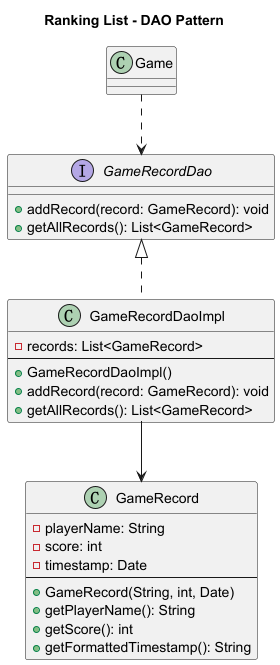 Ranking List - DAO Pattern
C Game
I GameRecordDao
addRecord(record: GameRecord): void
getAllRecords(): List<GameRecord>
C GameRecordDaoImpl
records: List<GameRecord>
GameRecordDaoImpl()
addRecord(record: GameRecord): void
getAllRecords(): List<GameRecord>
C GameRecord
playerName: String
score: int
timestamp: Date
GameRecord(String, int, Date)
getPlayerName(): String
getScore(): int
getFormattedTimestamp(): String